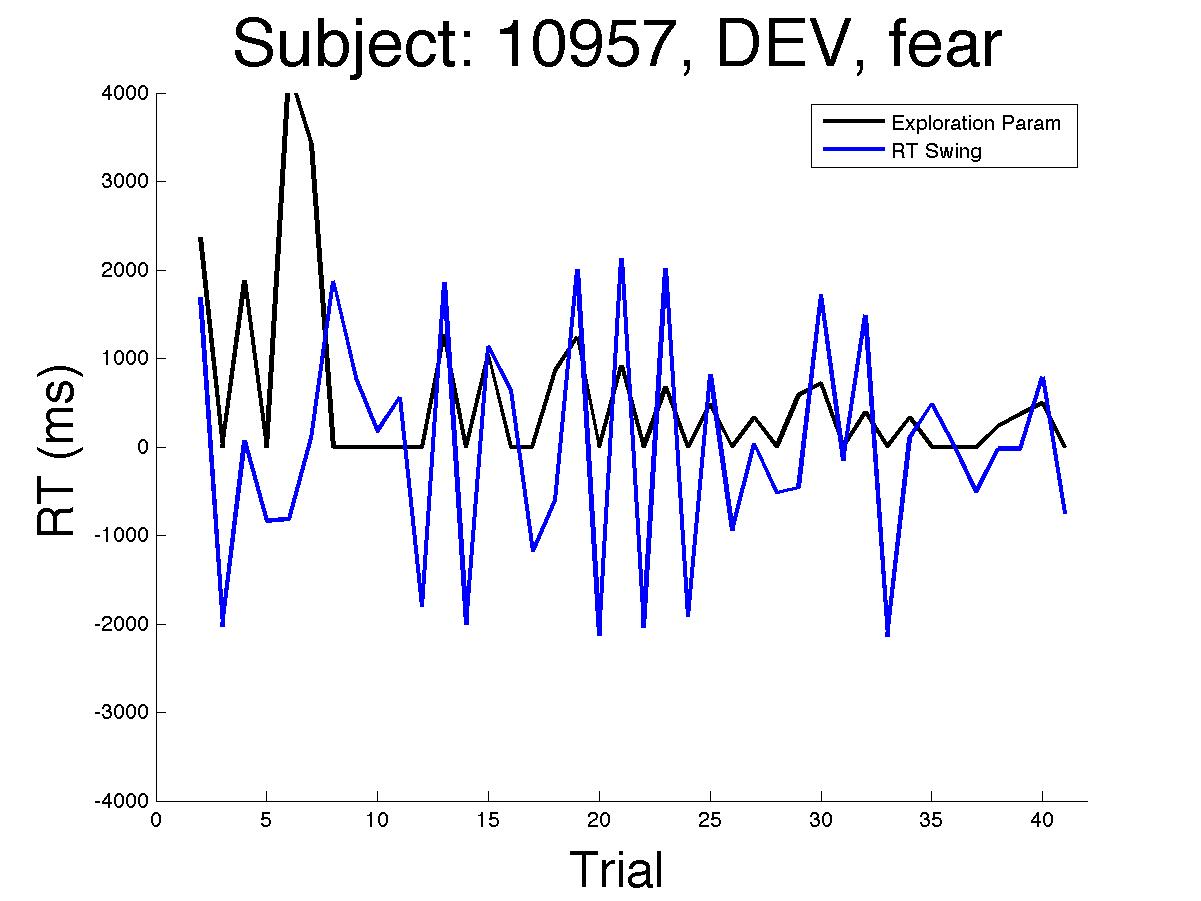 Subject: 10957, DEV, fear
Exploration Param
RT Swing
4000
3000
2000
1000
0
-1000
-2000
-3000
-4000
RT (ms)
0 5 10 15 20 25 30 35 40
Trial